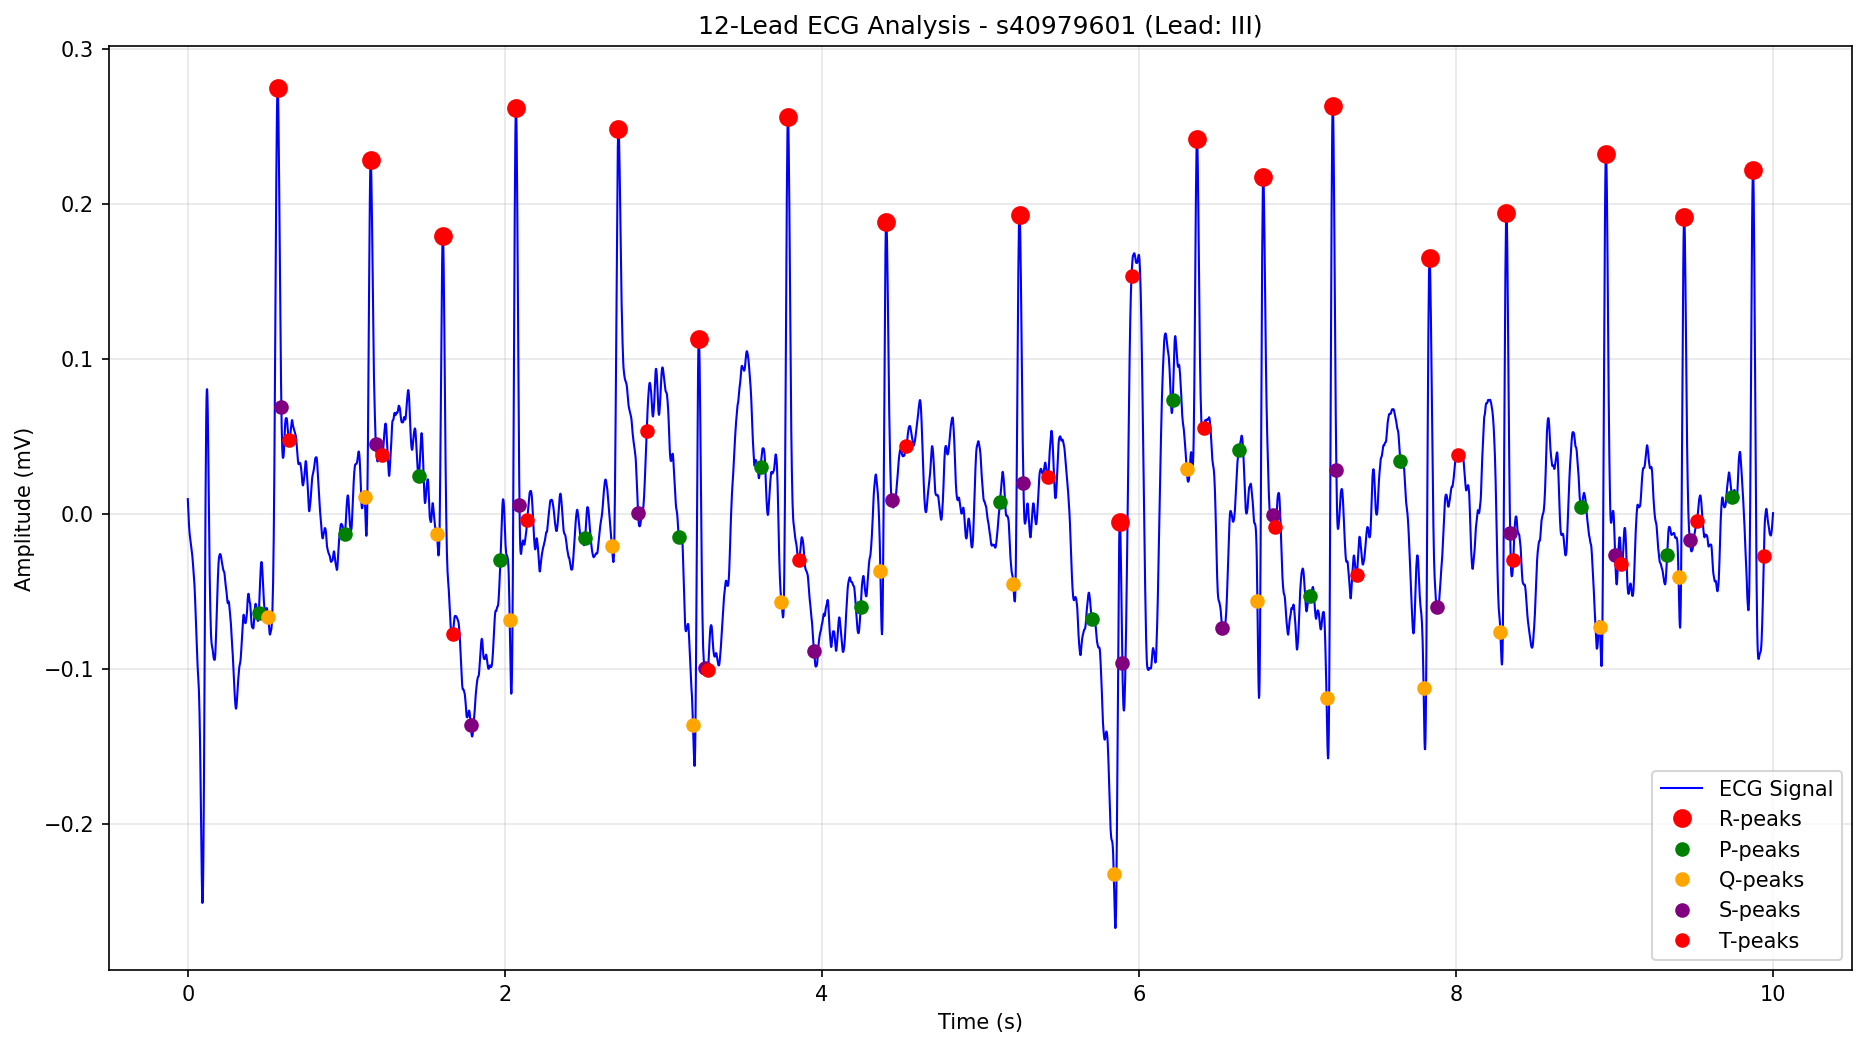 12-Lead ECG Analysis - s40979601 (Lead: III)
Amplitude (mV)
0.3
0.2
0.1
0.0
−0.1
−0.2
0 2 4 6 8 10
Time (s)
ECG Signal
R-peaks
P-peaks
Q-peaks
S-peaks
T-peaks